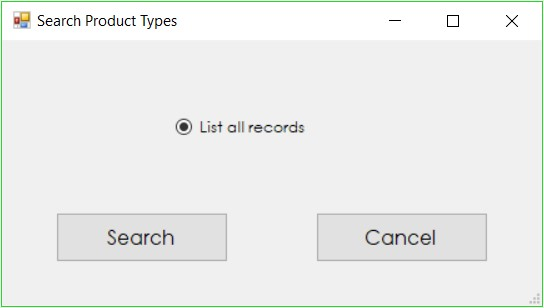 Search Product Types
List all records
Search
Cancel